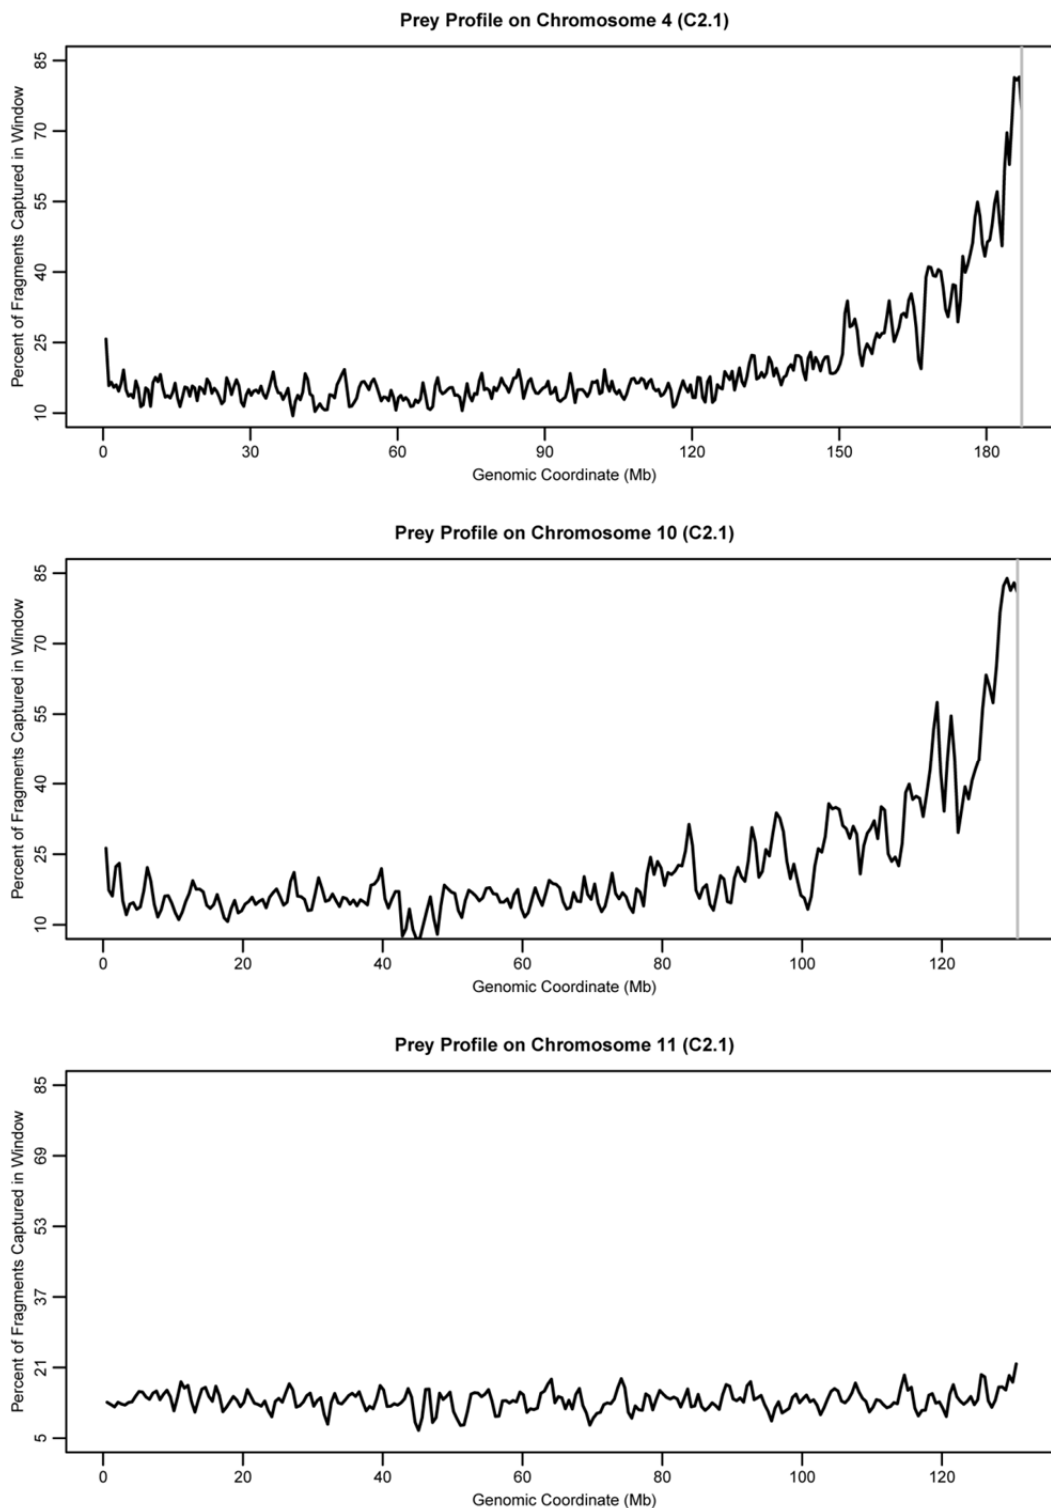 Prey Profile on Chromosome 4 (C2.1)
Percent of Fragments Captured in Window
85
70
55
40
25
10
0 30 60 90 120 150 180
Genomic Coordinate (Mb)
Prey Profile on Chromosome 10 (C2.1)
Percent of Fragments Captured in Window
85
70
55
40
25
10
0 20 40 60 80 100 120
Genomic Coordinate (Mb)
Prey Profile on Chromosome 11 (C2.1)
Percent of Fragments Captured in Window
85
69
53
37
21
5
0 20 40 60 80 100 120
Genomic Coordinate (Mb)